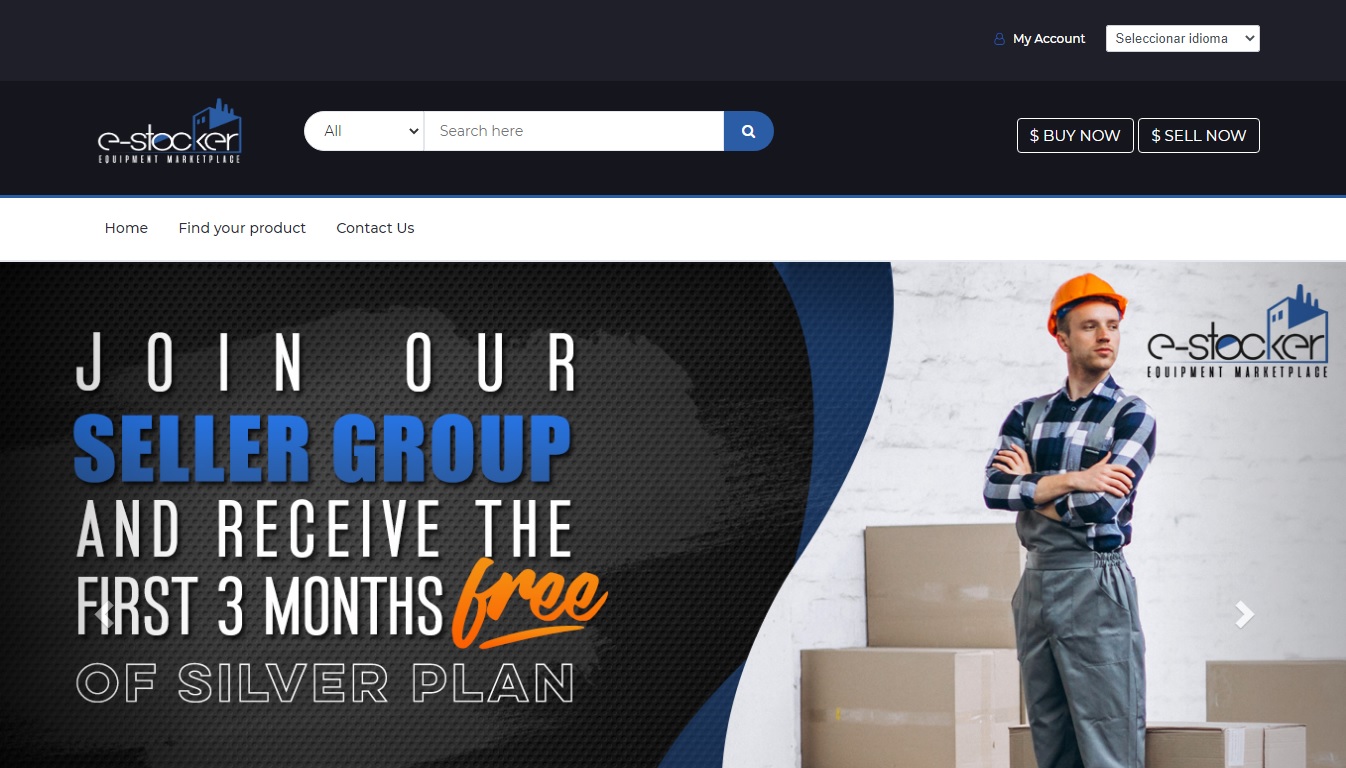 My Account
Seleccionar idioma
e-stocker
EQUIPMENT MARKETPLACE
All
Search here
$ BUY NOW
$ SELL NOW
Home
Find your product
Contact Us
JOIN OUR
SELLER GROUP
AND RECEIVE THE
FIRST 3 MONTHS free
OF SILVER PLAN
e-stocker
EQUIPMENT MARKETPLACE